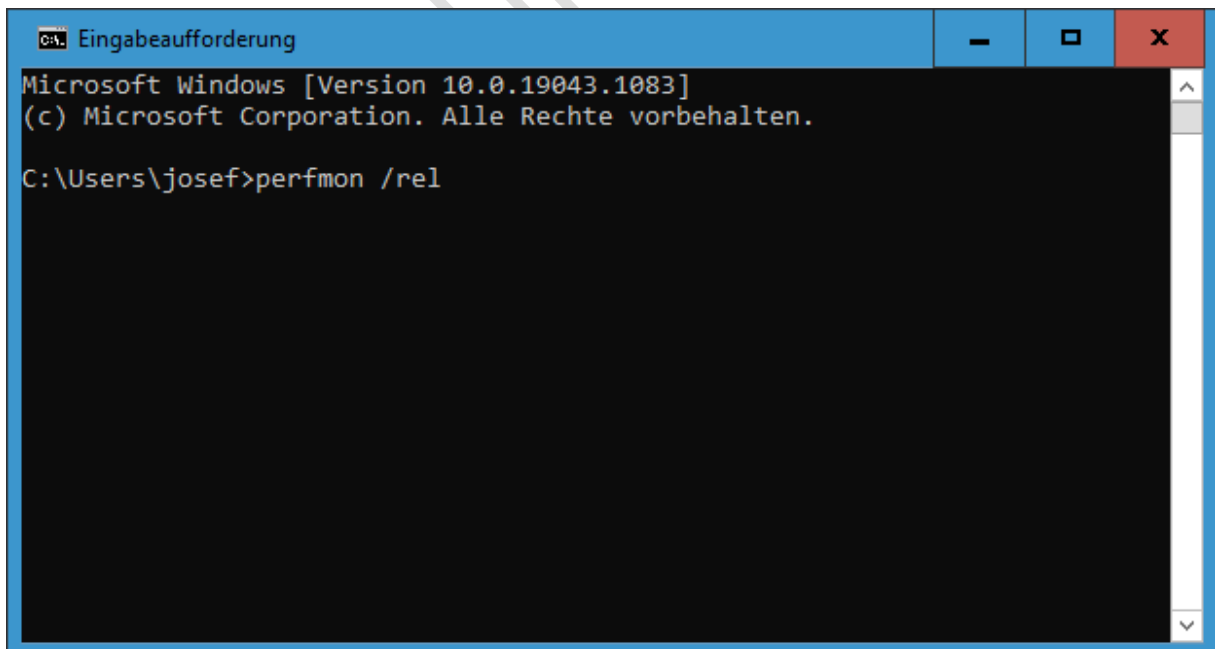 Eingabeaufforderung
Microsoft Windows [Version 10.0.19043.1083]
(c) Microsoft Corporation. Alle Rechte vorbehalten.
C:\Users\josef>perfmon /rel